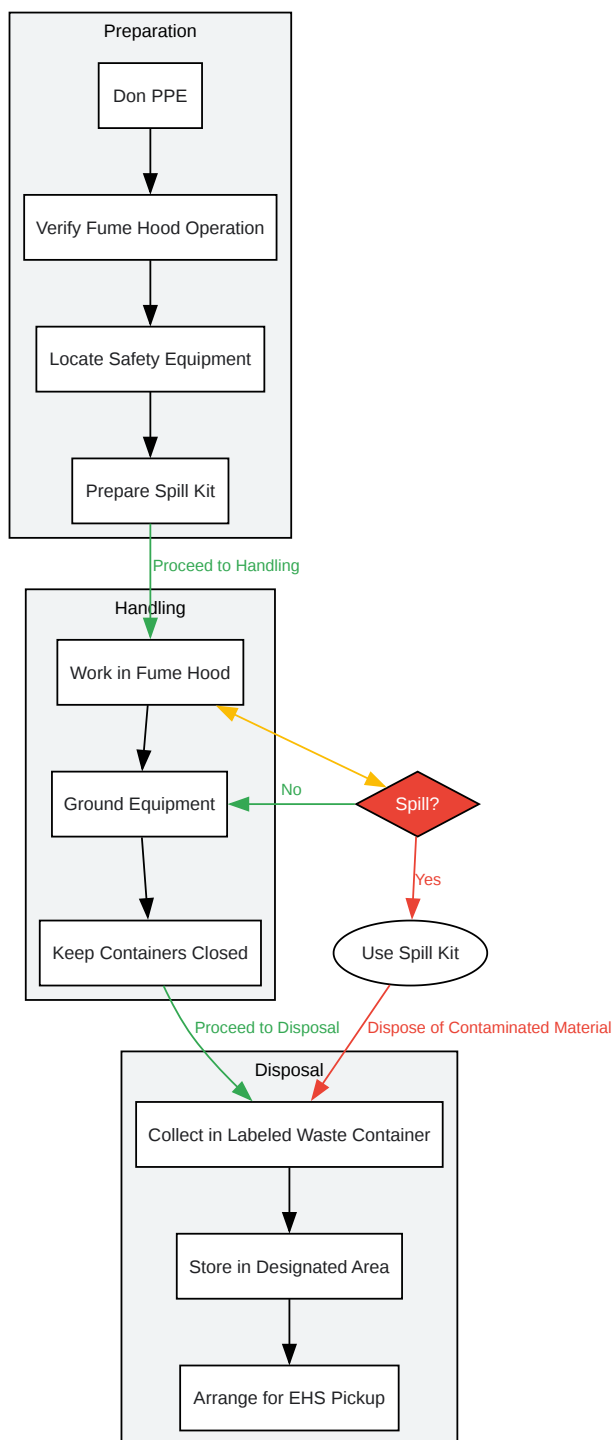 Preparation
Don PPE
Verify Fume Hood Operation
Locate Safety Equipment
Prepare Spill Kit
Proceed to Handling
Handling
Work in Fume Hood
Ground Equipment
No
Spill?
Yes
Keep Containers Closed
Use Spill Kit
Proceed to Disposal
Dispose of Contaminated Material
Disposal
Collect in Labeled Waste Container
Store in Designated Area
Arrange for EHS Pickup